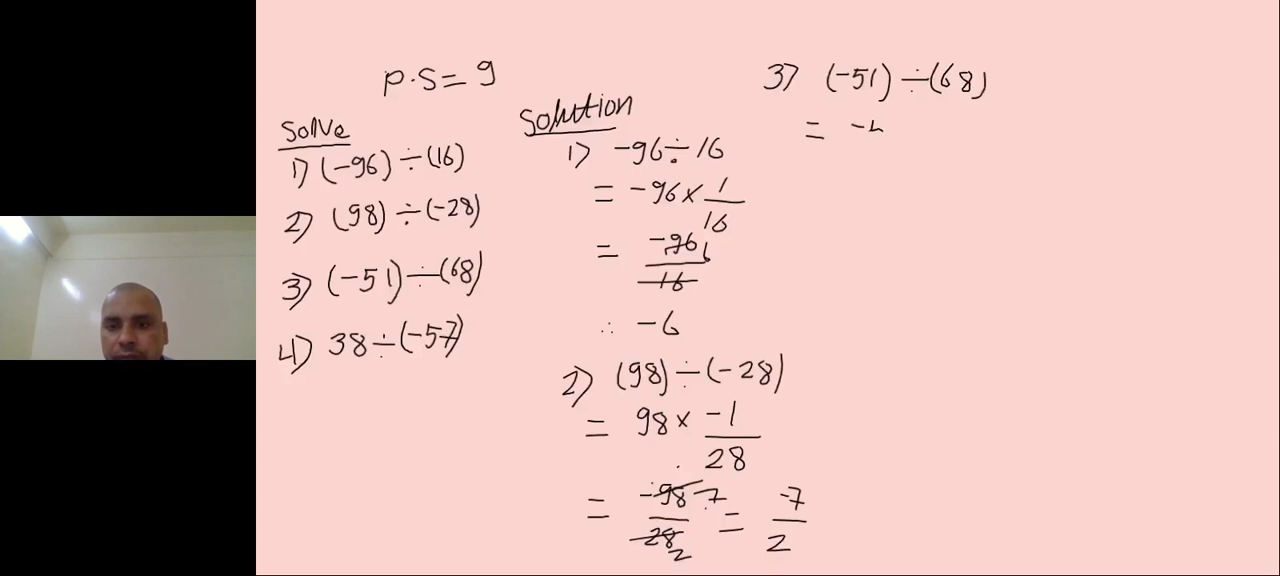 P.S = 9
Solve
1) (-96) ÷ (16)
2) (98) ÷ (-28)
3) (-51) ÷ (68)
4) 38 ÷ (-57)
Solution
1) -96 ÷ 16
= -96 × 1/16
= -96/16 6
∴ -6
2) (98) ÷ (-28)
= 98 × -1/28
= -98/28 7/2 = -7/2
3) (-51) ÷ (68)
= -